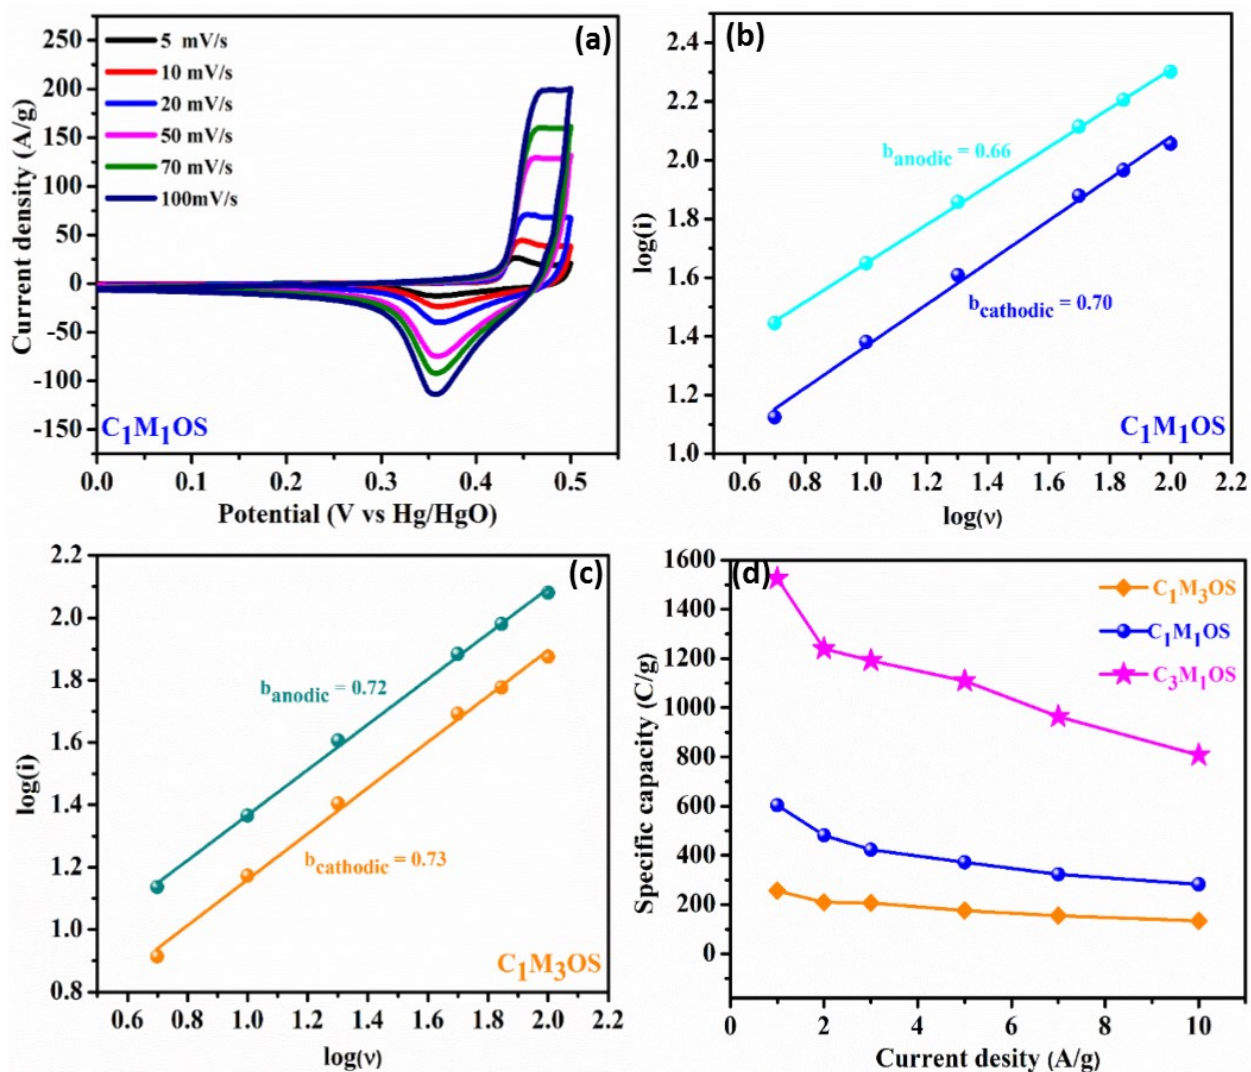 (a)
5 mV/s
10 mV/s
20 mV/s
50 mV/s
70 mV/s
100mV/s
250
200
150
100
50
0
-50
-100
-150
Current density (A/g)
C1M1OS
0.0 0.1 0.2 0.3 0.4 0.5
Potential (V vs Hg/HgO)
(b)
2.4
2.2
2.0
1.8
1.6
1.4
1.2
1.0
log(i)
banodic = 0.66
bcathodic = 0.70
C1M1OS
0.6 0.8 1.0 1.2 1.4 1.6 1.8 2.0 2.2
log(ν)
(c)
2.2
2.0
1.8
1.6
1.4
1.2
1.0
0.8
log(i)
banodic = 0.72
bcathodic = 0.73
C1M3OS
0.6 0.8 1.0 1.2 1.4 1.6 1.8 2.0 2.2
log(ν)
(d)
C1M3OS
C1M1OS
C3M1OS
1600
1400
1200
1000
800
600
400
200
0
Specific capacity (C/g)
0 2 4 6 8 10
Current desity (A/g)